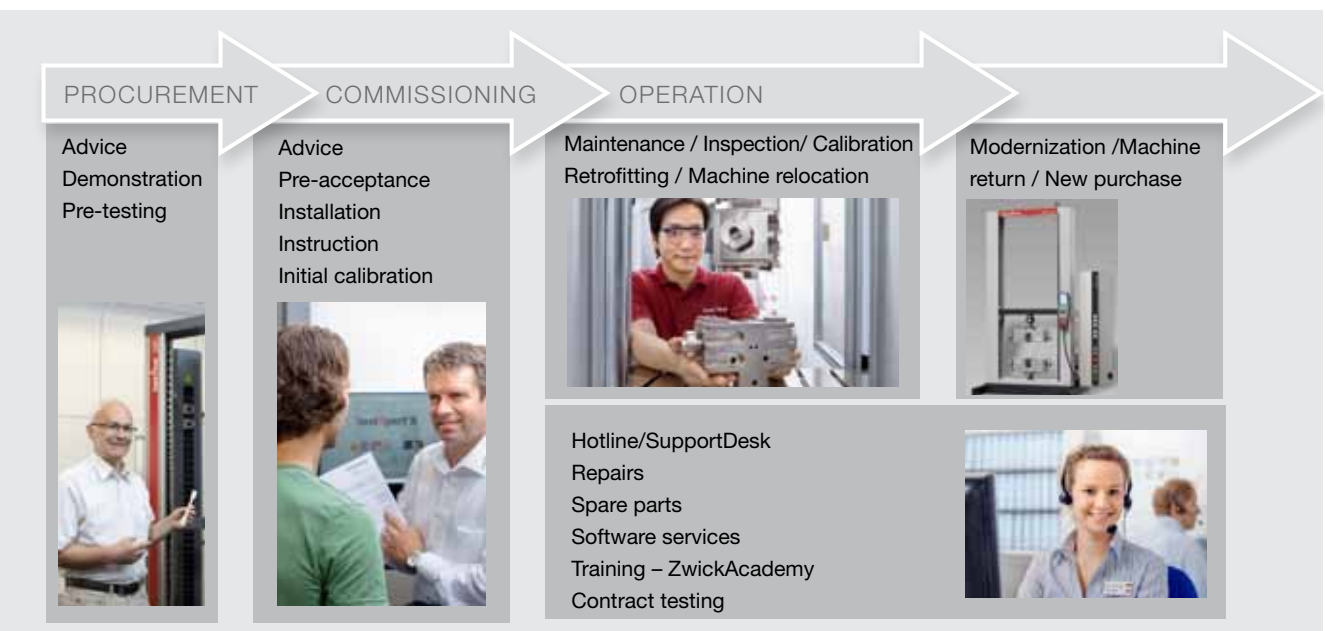 PROCUREMENT
COMMISSIONING
OPERATION
Advice
Demonstration
Pre-testing
Advice
Pre-acceptance
Installation
Instruction
Initial calibration
Maintenance / Inspection/ Calibration
Retrofitting / Machine relocation
Modernization /Machine
return / New purchase
Hotline/SupportDesk
Repairs
Spare parts
Software services
Training – ZwickAcademy
Contract testing